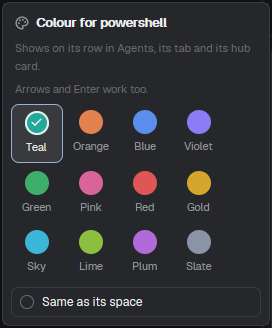 Colour for powershell
Shows on its row in Agents, its tab and its hub
card.
Arrows and Enter work too.
Teal Orange Blue Violet
Green Pink Red Gold
Sky Lime Plum Slate
Same as its space